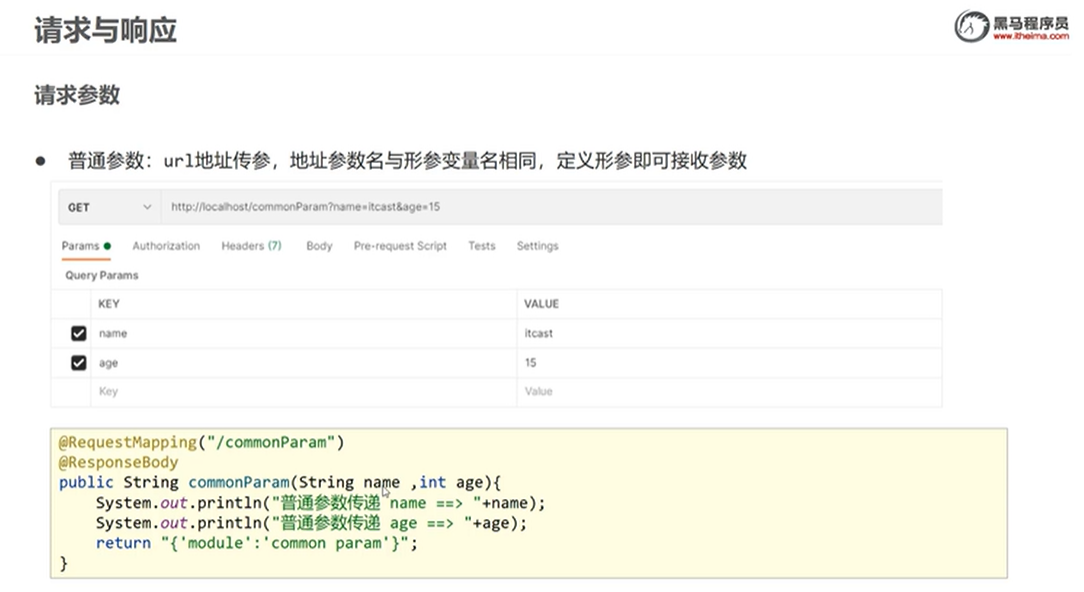 请求与响应
黑马程序员
www.itheima.com
请求参数
● 普通参数：url地址传参，地址参数名与形参变量名相同，定义形参即可接收参数
GET http://localhost/commonParam?name=itcast&age=15
Params Authorization Headers (7) Body Pre-request Script Tests Settings
Query Params
KEY VALUE
name itcast
age 15
Key Value
@RequestMapping("/commonParam")
@ResponseBody
public String commonParam(String name ,int age){
System.out.println("普通参数传递 name ==> "+name);
System.out.println("普通参数传递 age ==> "+age);
return "{'module':'common param'}";
}